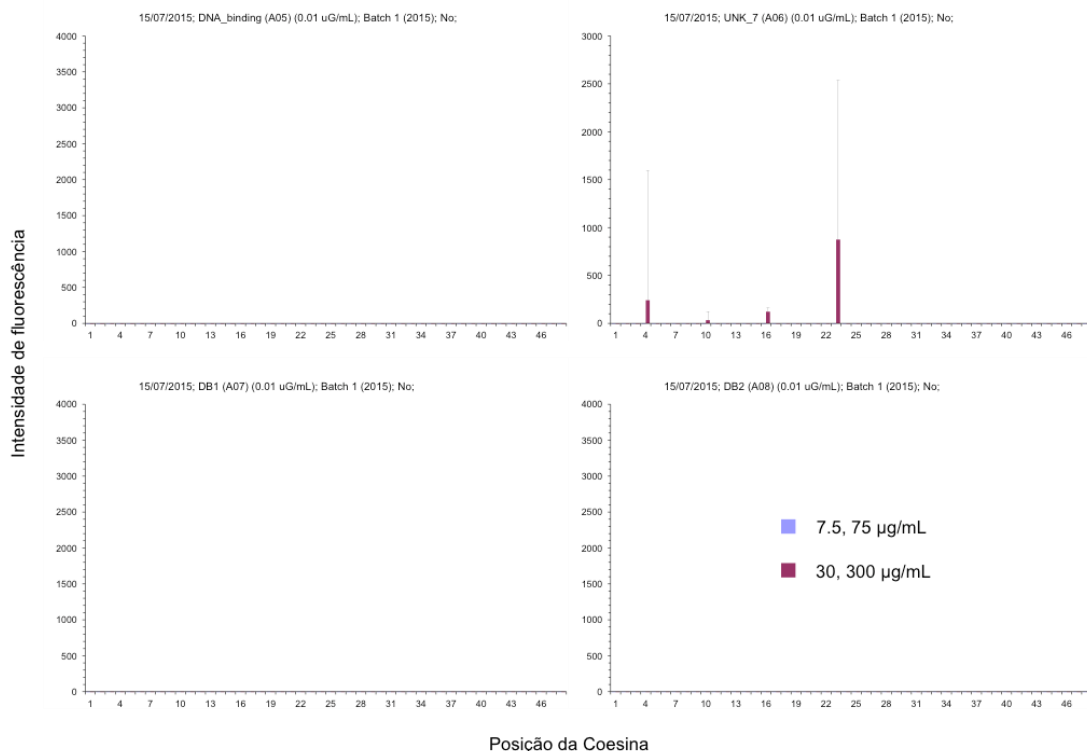 15/07/2015; DNA_binding (A05) (0.01 uG/mL); Batch 1 (2015); No;
4000
3500
3000
2500
2000
1500
1000
500
0
1 4 7 10 13 16 19 22 25 28 31 34 37 40 43 46
15/07/2015; UNK_7 (A06) (0.01 uG/mL); Batch 1 (2015); No;
3000
2500
2000
1500
1000
500
0
1 4 7 10 13 16 19 22 25 28 31 34 37 40 43 46
Intensidade de fluorescência
15/07/2015; DB1 (A07) (0.01 uG/mL); Batch 1 (2015); No;
4000
3500
3000
2500
2000
1500
1000
500
0
1 4 7 10 13 16 19 22 25 28 31 34 37 40 43 46
15/07/2015; DB2 (A08) (0.01 uG/mL); Batch 1 (2015); No;
4000
3500
3000
2500
2000
1500
1000
500
0
1 4 7 10 13 16 19 22 25 28 31 34 37 40 43 46
7.5, 75 µg/mL
30, 300 µg/mL
Posição da Coesina